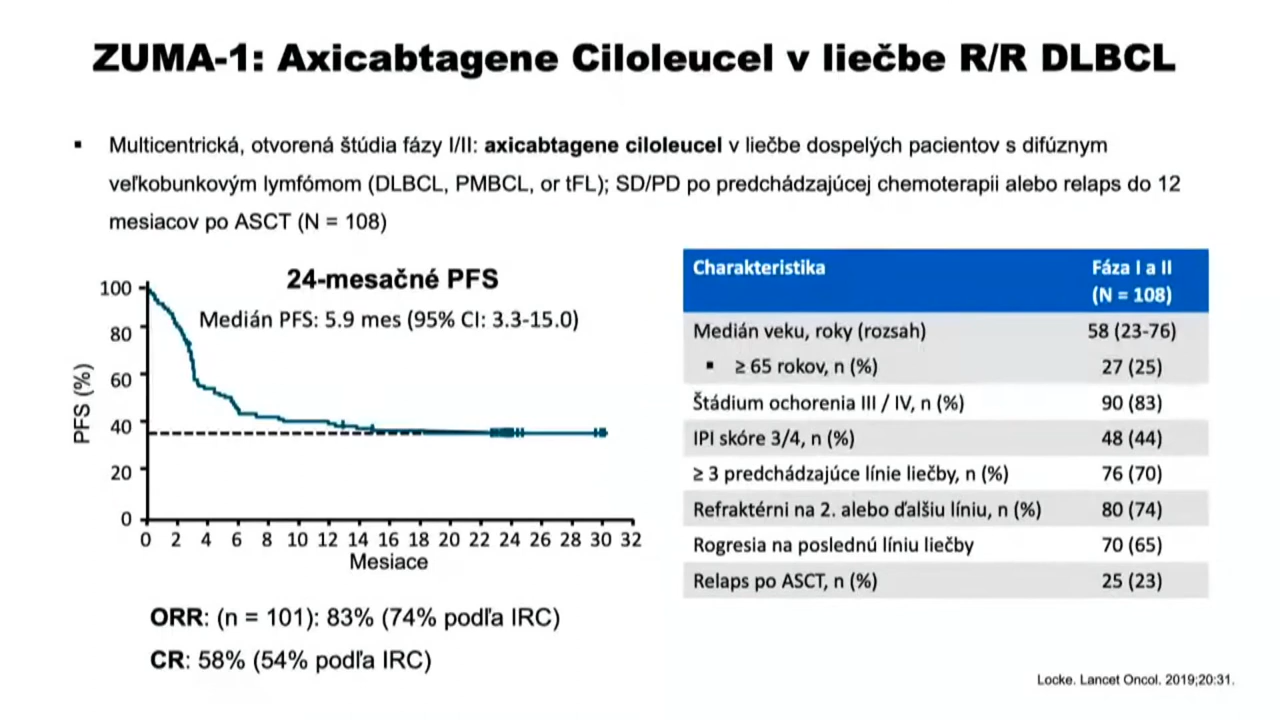 ZUMA-1: Axicabtagene Ciloleucel v liečbe R/R DLBCL
▪ Multicentrická, otvorená štúdia fázy I/II: axicabtagene ciloleucel v liečbe dospelých pacientov s difúznym
veľkobunkovým lymfómom (DLBCL, PMBCL, or tFL); SD/PD po predchádzajúcej chemoterapii alebo relaps do 12
mesiacov po ASCT (N = 108)
24-mesačné PFS
Medián PFS: 5.9 mes (95% CI: 3.3-15.0)
PFS (%)
100
80
60
40
20
0
0 2 4 6 8 10 12 14 16 18 20 22 24 26 28 30 32
Mesiace
ORR: (n = 101): 83% (74% podľa IRC)
CR: 58% (54% podľa IRC)
Charakteristika Fáza I a II
(N = 108)
Medián veku, roky (rozsah) 58 (23-76)
▪ ≥ 65 rokov, n (%) 27 (25)
Štádium ochorenia III / IV, n (%) 90 (83)
IPI skóre 3/4, n (%) 48 (44)
≥ 3 predchádzajúce línie liečby, n (%) 76 (70)
Refraktérni na 2. alebo ďalšiu líniu, n (%) 80 (74)
Rogresia na poslednú líniu liečby 70 (65)
Relaps po ASCT, n (%) 25 (23)
Locke. Lancet Oncol. 2019;20:31.